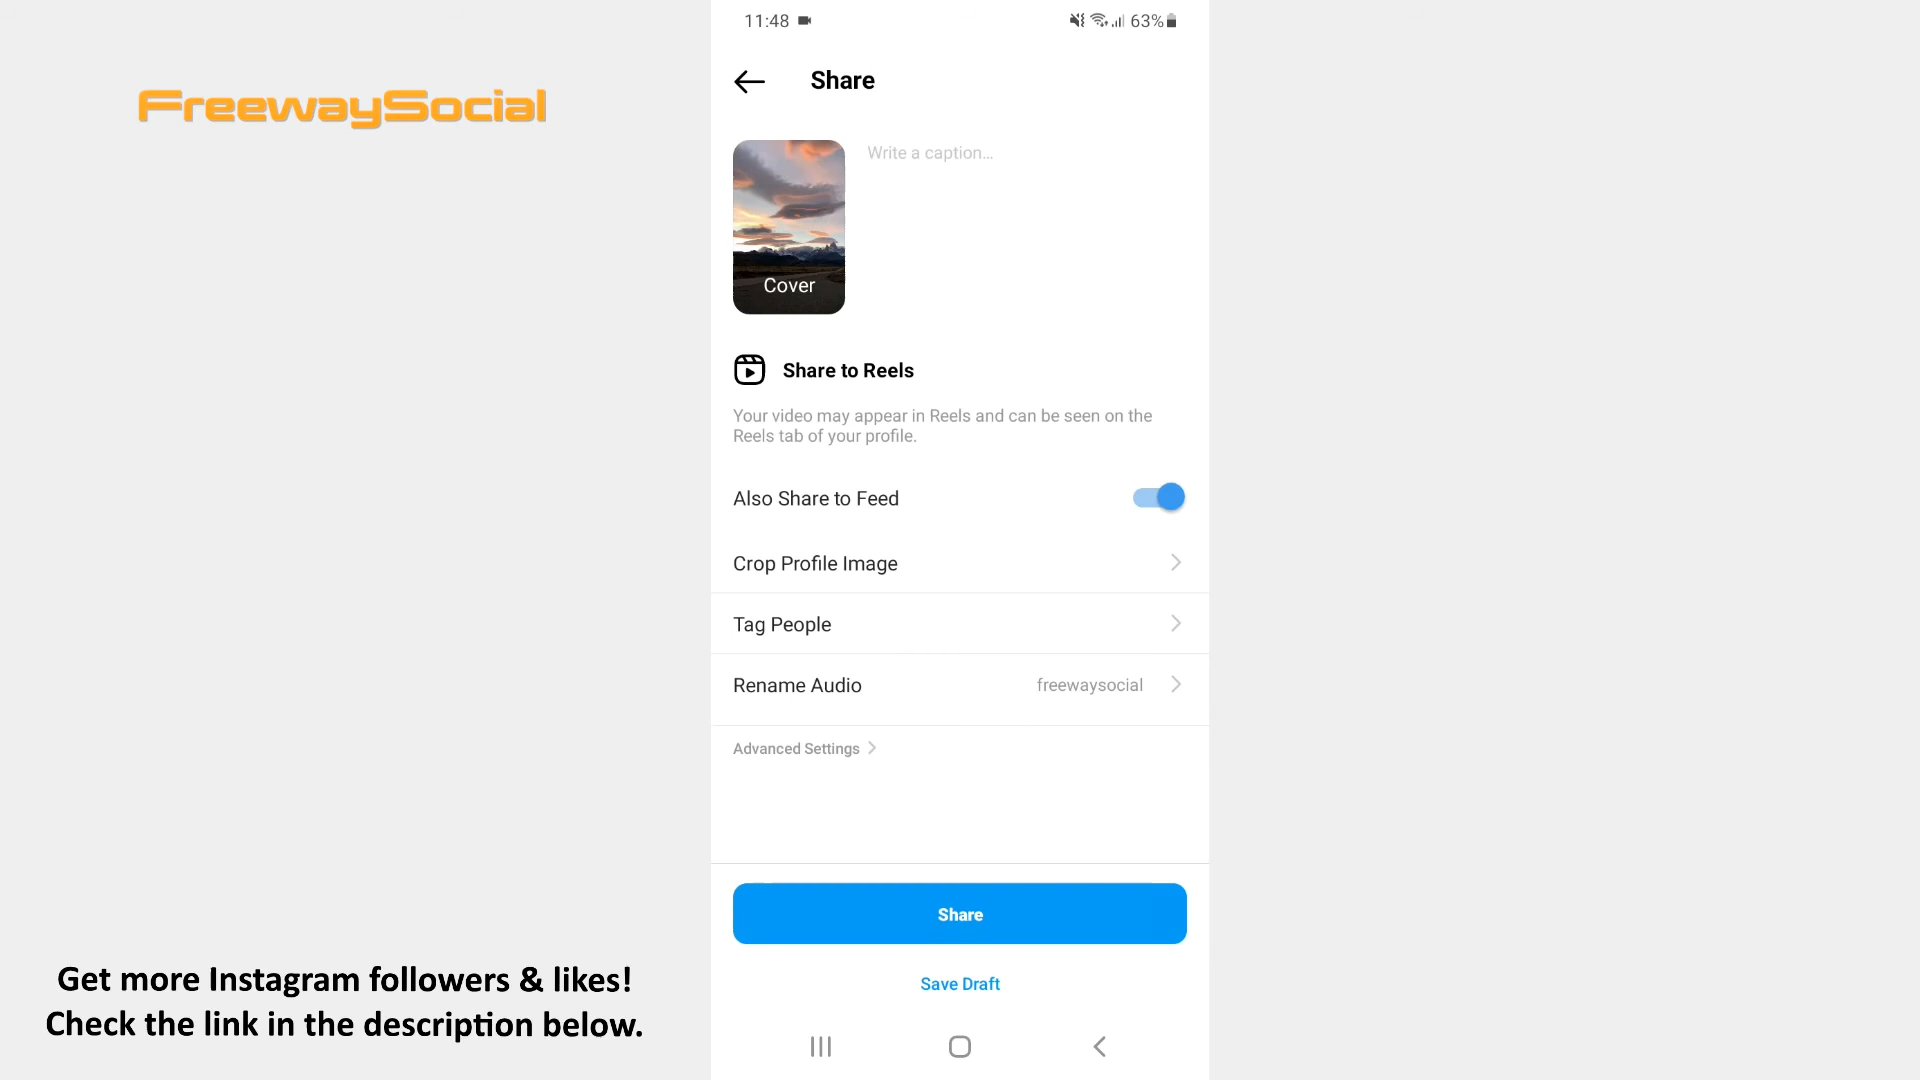 11:48
63%
FreewaySocial
Share
Write a caption...
Cover
Share to Reels
Your video may appear in Reels and can be seen on the
Reels tab of your profile.
Also Share to Feed
Crop Profile Image
Tag People
Rename Audio freewaysocial
Advanced Settings
Share
Save Draft
Get more Instagram followers & likes!
Check the link in the description below.